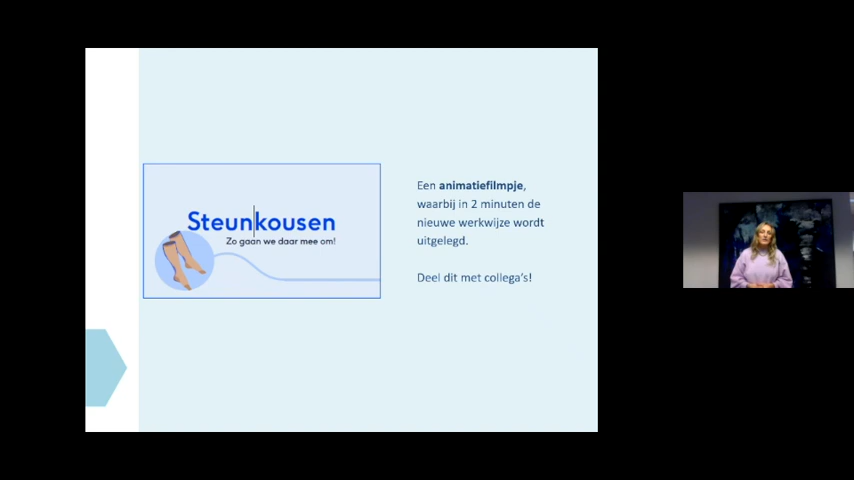 Steunkousen
Zo gaan we daar mee om!
Een animatiefilmpje,
waarbij in 2 minuten de
nieuwe werkwijze wordt
uitgelegd.
Deel dit met collega's!